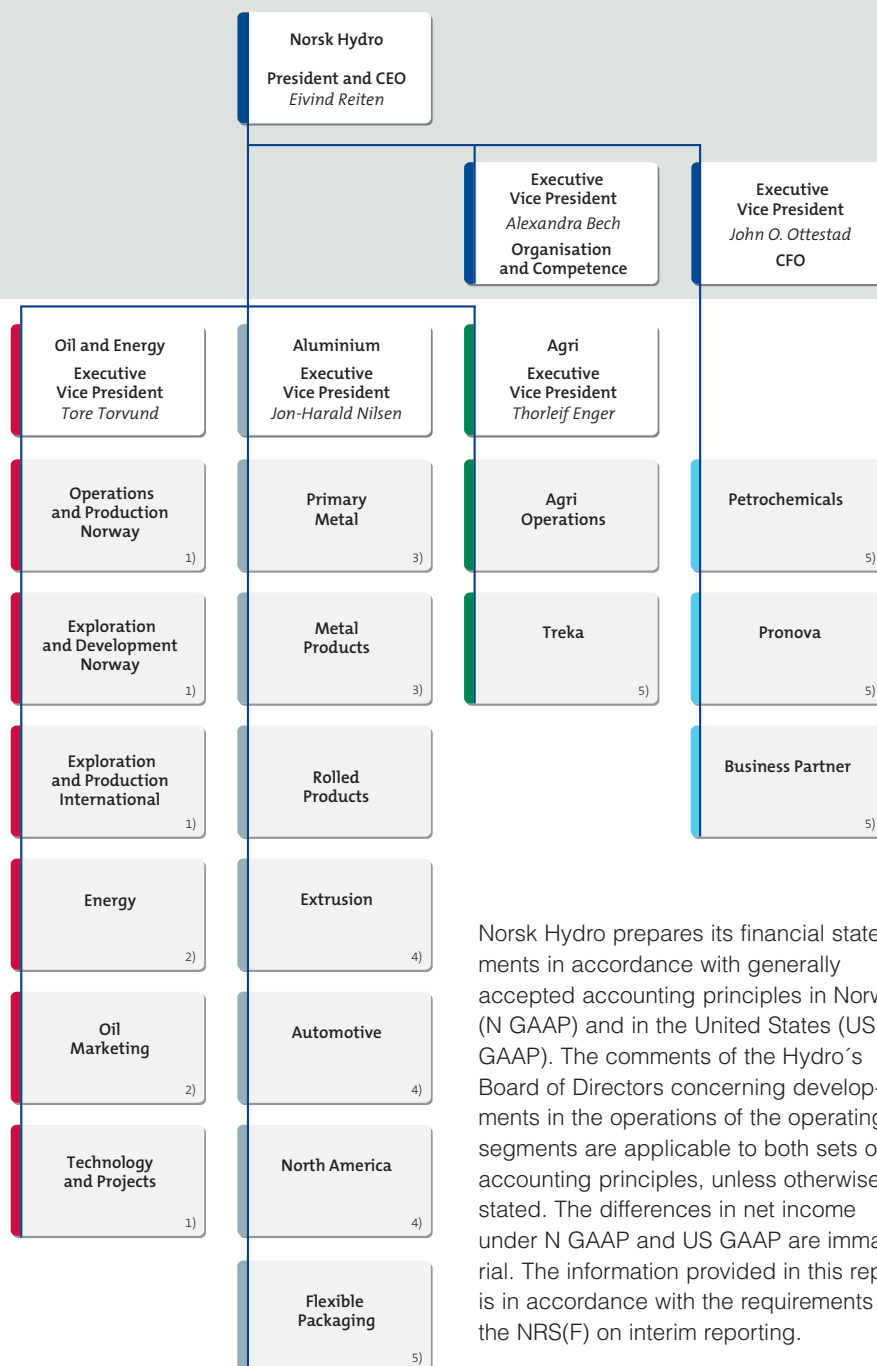 Norsk Hydro
President and CEO
Eivind Reiten
Executive
Vice President
Alexandra Bech
Organisation
and Competence
Executive
Vice President
John O. Ottestad
CFO
Oil and Energy
Executive
Vice President
Tore Torvund
Aluminium
Executive
Vice President
Jon-Harald Nilsen
Agri
Executive
Vice President
Thorleif Enger
Operations
and Production
Norway
1)
Primary
Metal
3)
Agri
Operations
Petrochemicals
5)
Exploration
and Development
Norway
1)
Metal
Products
3)
Treka
5)
Pronova
5)
Exploration
and Production
International
1)
Rolled
Products
Business Partner
5)
Energy
2)
Extrusion
4)
Oil
Marketing
2)
Automotive
4)
Technology
and Projects
1)
North America
4)
Flexible
Packaging
5)
Norsk Hydro prepares its financial state
ments in accordance with generally
accepted accounting principles in Norw
(N GAAP) and in the United States (US
GAAP). The comments of the Hydro´s
Board of Directors concerning develop-
ments in the operations of the operating
segments are applicable to both sets o
accounting principles, unless otherwise
stated. The differences in net income
under N GAAP and US GAAP are imma
rial. The information provided in this rep
is in accordance with the requirements
the NRS(F) on interim reporting.